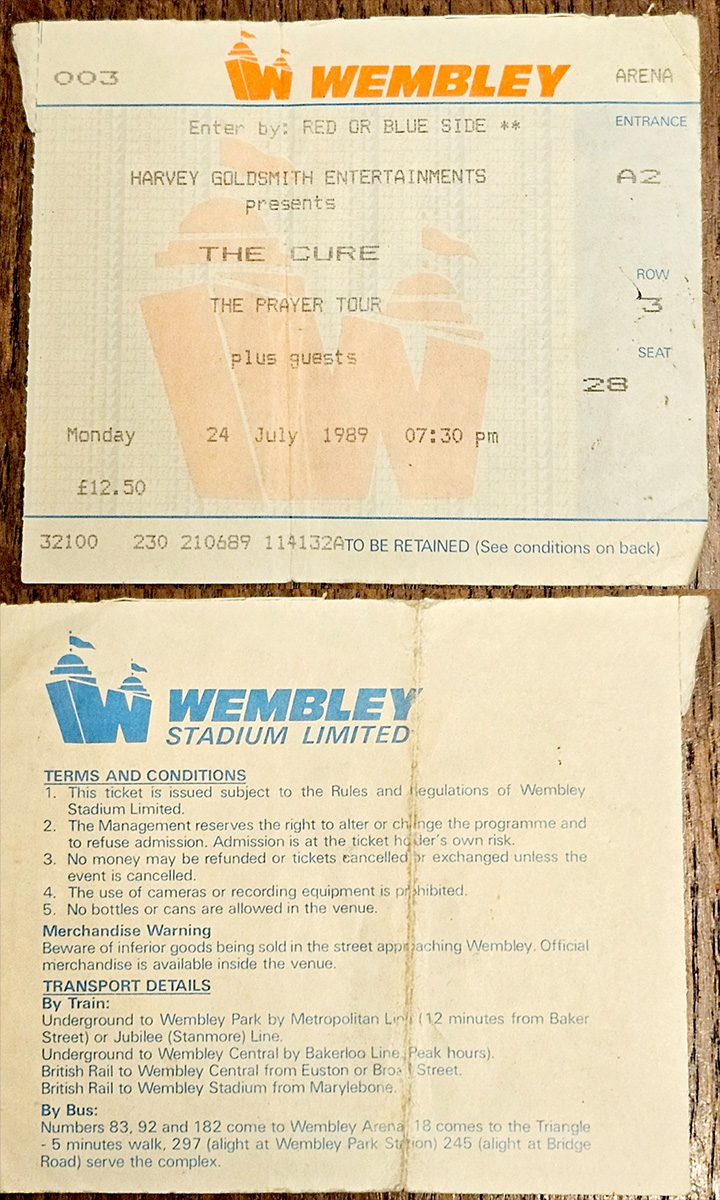 003 WEMBLEY ARENA
Enter by: RED OR BLUE SIDE **
ENTRANCE
A2
HARVEY GOLDSMITH ENTERTAINMENTS
presents
THE CURE
THE PRAYER TOUR
ROW
3
plus guests
SEAT
28
Monday 24 July 1989 07:30 pm
£12.50
32100 230 210689 114132A TO BE RETAINED (See conditions on back)
WEMBLEY
STADIUM LIMITED
TERMS AND CONDITIONS
1. This ticket is issued subject to the Rules and Regulations of Wembley
Stadium Limited.
2. The Management reserves the right to alter or change the programme and
to refuse admission. Admission is at the ticket holder's own risk.
3. No money may be refunded or tickets cancelled or exchanged unless the
event is cancelled.
4. The use of cameras or recording equipment is prohibited.
5. No bottles or cans are allowed in the venue.
Merchandise Warning
Beware of inferior goods being sold in the street approaching Wembley. Official
merchandise is available inside the venue.
TRANSPORT DETAILS
By Train:
Underground to Wembley Park by Metropolitan Line (12 minutes from Baker
Street) or Jubilee (Stanmore) Line.
Underground to Wembley Central by Bakerloo Line (Peak hours).
British Rail to Wembley Central from Euston or Broad Street.
British Rail to Wembley Stadium from Marylebone.
By Bus:
Numbers 83, 92 and 182 come to Wembley Arena 18 comes to the Triangle
- 5 minutes walk, 297 (alight at Wembley Park Station) 245 (alight at Bridge
Road) serve the complex.